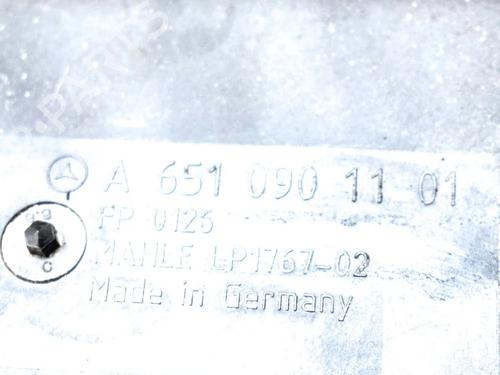 A 651 090 11 01
FP 0126
MAHLE LP1767-02
Made in Germany
C